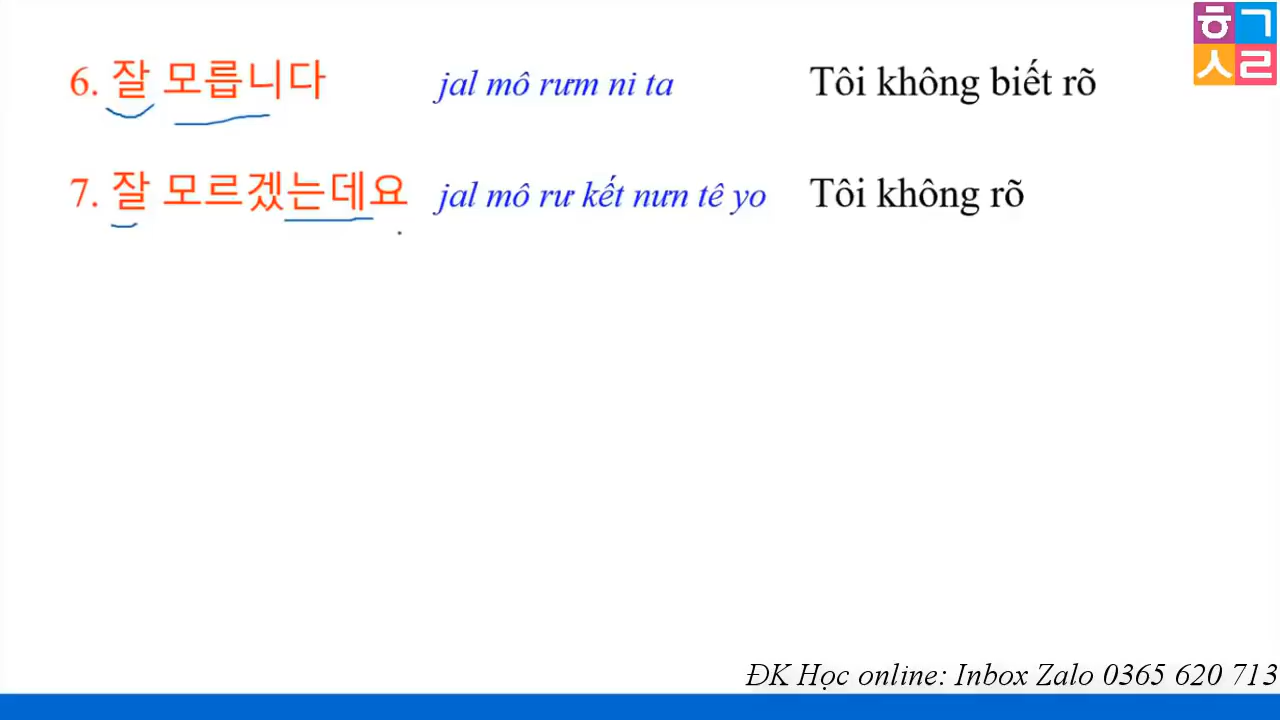 6. 잘 모릅니다 jal mô rưm ni ta Tôi không biết rõ
7. 잘 모르겠는데요 jal mô rư kết nưn tê yo Tôi không rõ
ㅎㄱ
ㅅㄹ
ĐK Học online: Inbox Zalo 0365 620 713